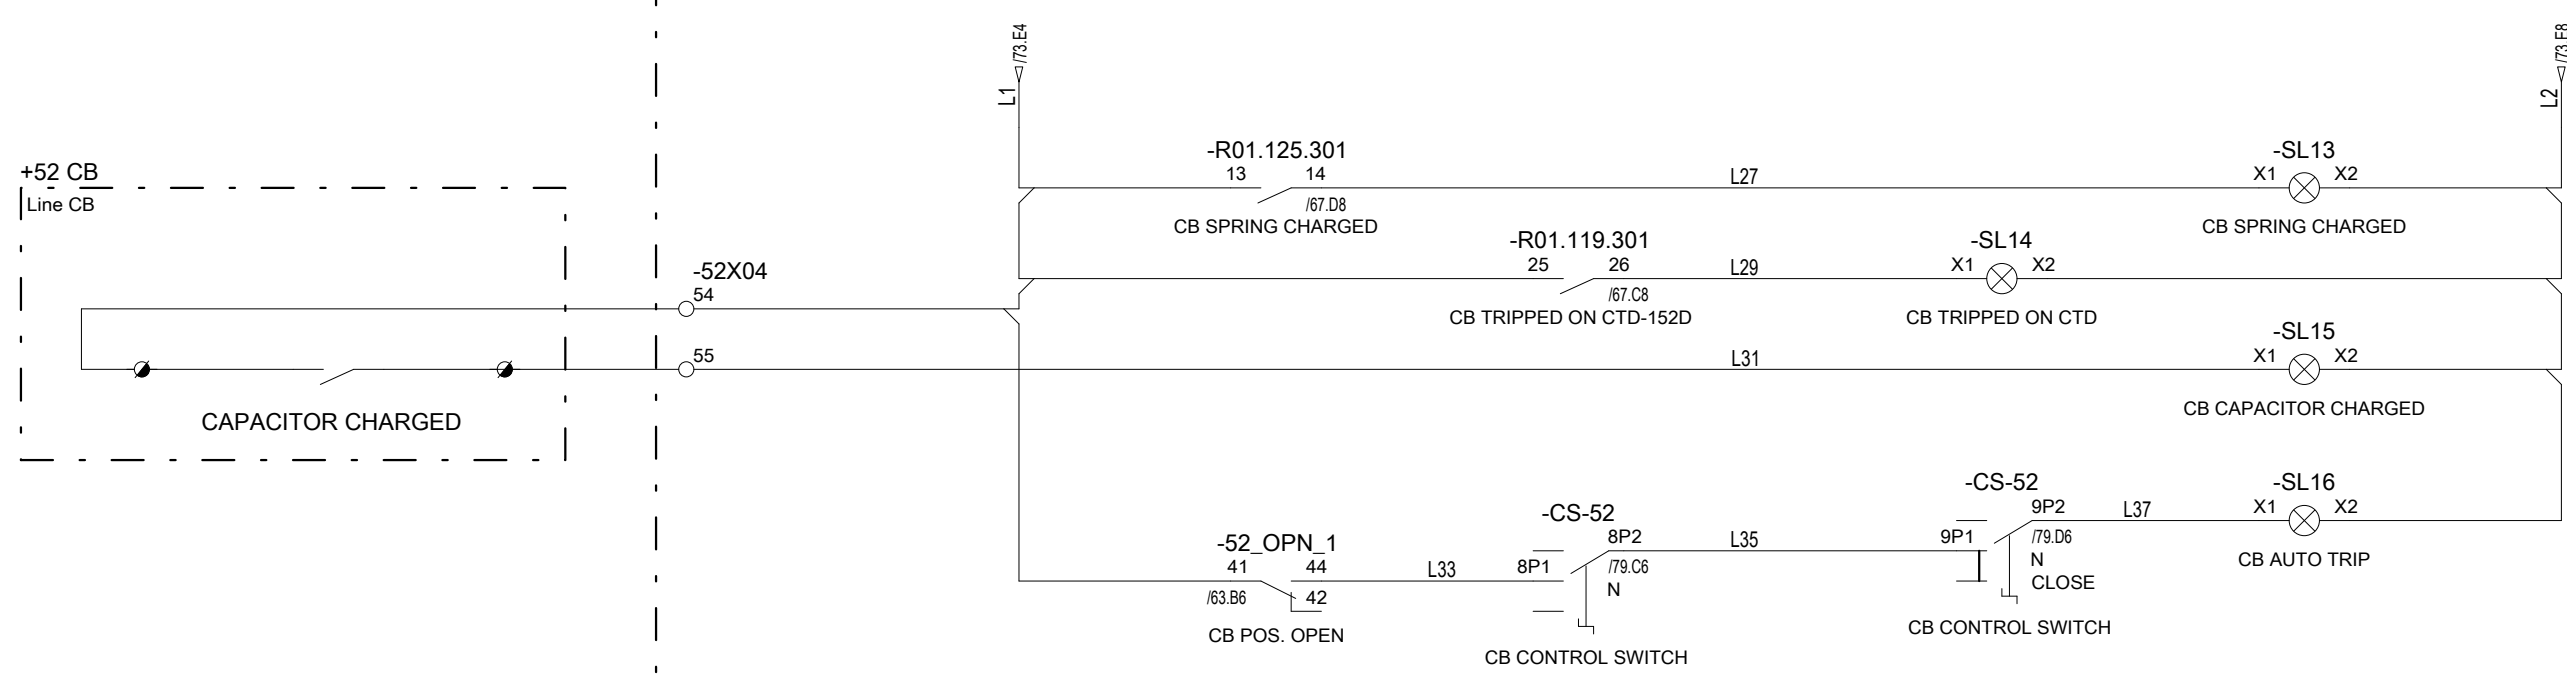 /73.E4
/73.E8
L1
L2
-R01.125.301
13 14
L27
-SL13
X1 X2
/67.D8
CB SPRING CHARGED
CB SPRING CHARGED
+52 CB
Line CB
-R01.119.301
25 26
L29
-SL14
X1 X2
/67.C8
CB TRIPPED ON CTD-152D
CB TRIPPED ON CTD
-52X04
54
55
L31
-SL15
X1 X2
CAPACITOR CHARGED
CB CAPACITOR CHARGED
-52_OPN_1
41 44
/63.B6
42
CB POS. OPEN
L33
-CS-52
8P1
8P2
/79.C6
N
CB CONTROL SWITCH
L35
-CS-52
9P1
9P2
/79.D6
N
CLOSE
CB CONTROL SWITCH
L37
-SL16
X1 X2
CB AUTO TRIP